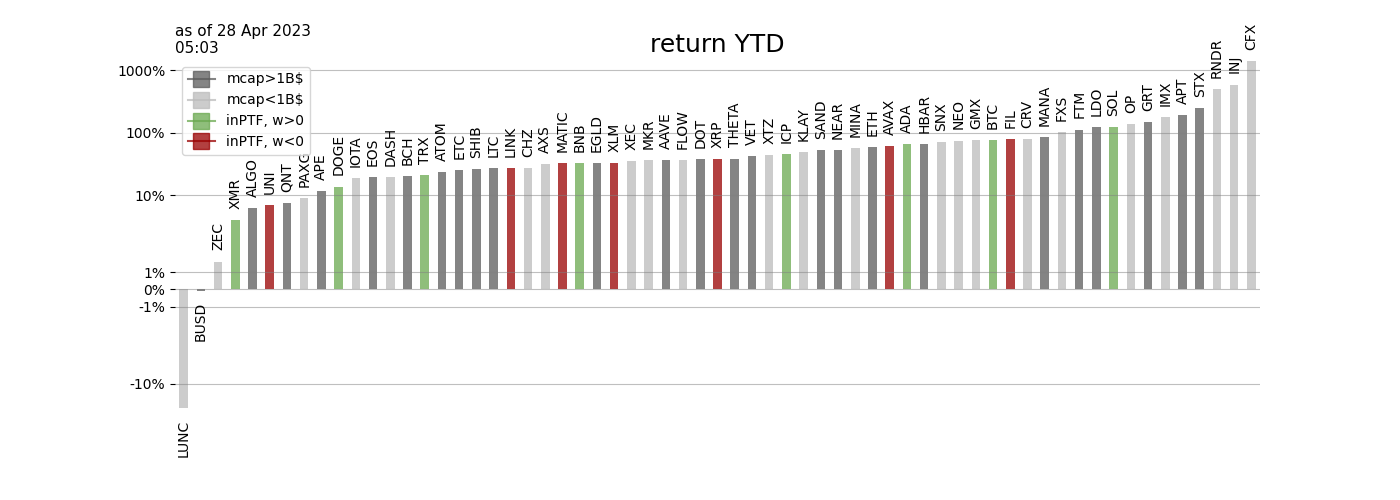 as of 28 Apr 2023
05:03
return YTD
mcap>1B$
mcap<1B$
inPTF, w>0
inPTF, w<0
1000%
100%
10%
1%
0%
-1%
-10%
LUNC
BUSD
ZEC
XMR
ALGO
UNI
QNT
PAXG
APE
DOGE
IOTA
EOS
DASH
BCH
TRX
ATOM
ETC
SHIB
LTC
LINK
CHZ
AXS
MATIC
BNB
EGLD
XLM
XEC
MKR
AAVE
FLOW
DOT
XRP
THETA
VET
XTZ
ICP
KLAY
SAND
NEAR
MINA
ETH
AVAX
ADA
HBAR
SNX
NEO
GMX
BTC
FIL
CRV
MANA
FXS
FTM
LDO
SOL
OP
GRT
IMX
APT
STX
RNDR
INJ
CFX